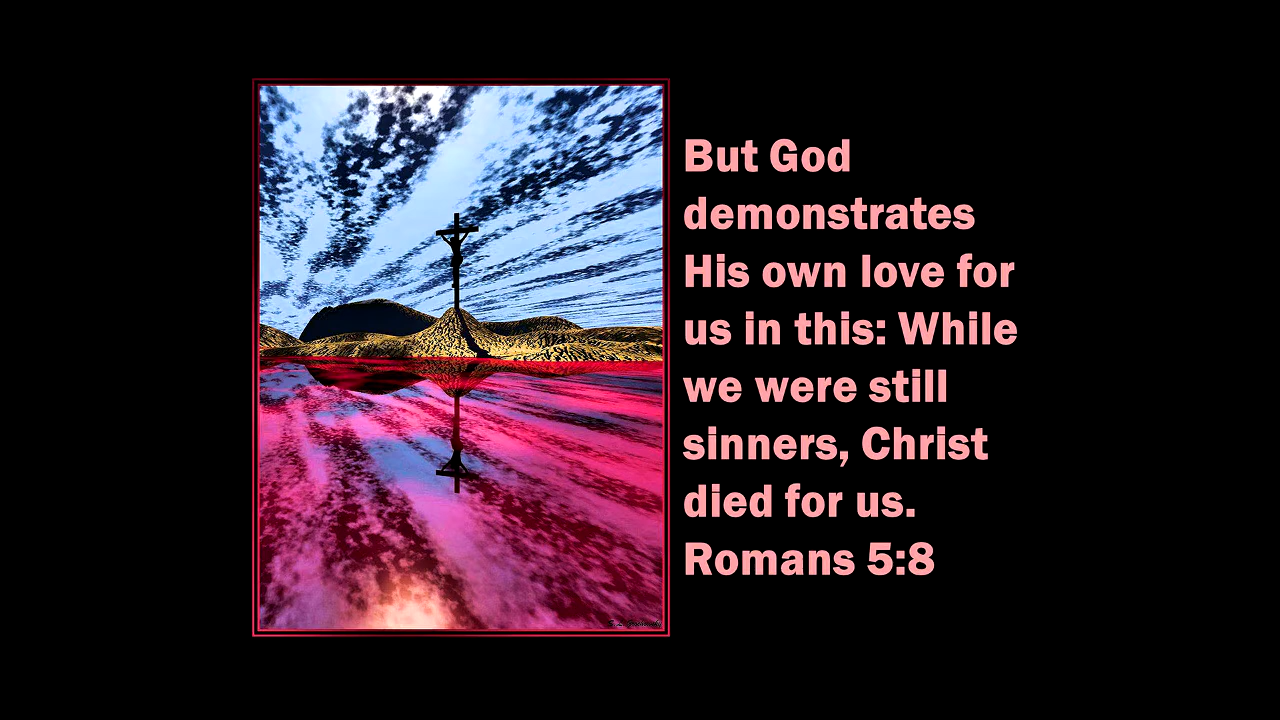 But God
demonstrates
His own love for
us in this: While
we were still
sinners, Christ
died for us.
Romans 5:8